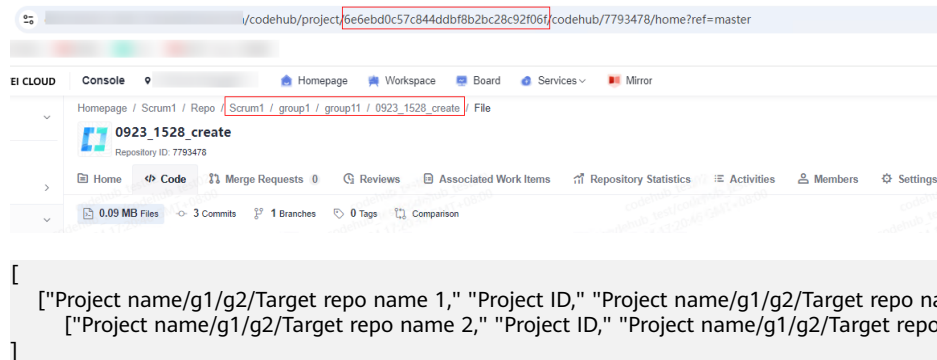 /codehub/project/6e6ebd0c57c844ddbf8b2bc28c92f06f/codehub/7793478/home?ref=master
EI CLOUD Console Homepage Workspace Board Services Mirror
Homepage / Scrum1 / Repo / Scrum1 / group1 / group11 / 0923_1528_create / File
0923_1528_create
Repository ID: 7793478
Home </> Code Merge Requests 0 Reviews Associated Work Items Repository Statistics Activities Members Settings
0.09 MB Files 3 Commits 1 Branches 0 Tags Comparison
[
["Project name/g1/g2/Target repo name 1," "Project ID," "Project name/g1/g2/Target repo na
["Project name/g1/g2/Target repo name 2," "Project ID," "Project name/g1/g2/Target repo
]